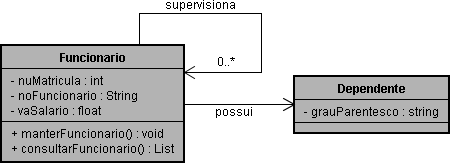 supervisiona
Funcionario
0..*
- nuMatricula : int
- noFuncionario : String
- vaSalario : float
+ manterFuncionario() : void
+ consultarFuncionario() : List
possui
Dependente
- grauParentesco : string